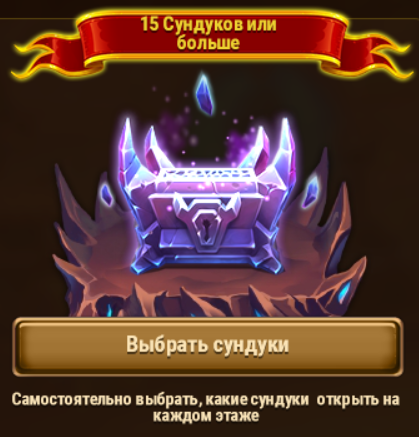 15 Сундуков или
больше
Выбрать сундуки
Самостоятельно выбрать, какие сундуки открыть на
каждом этаже